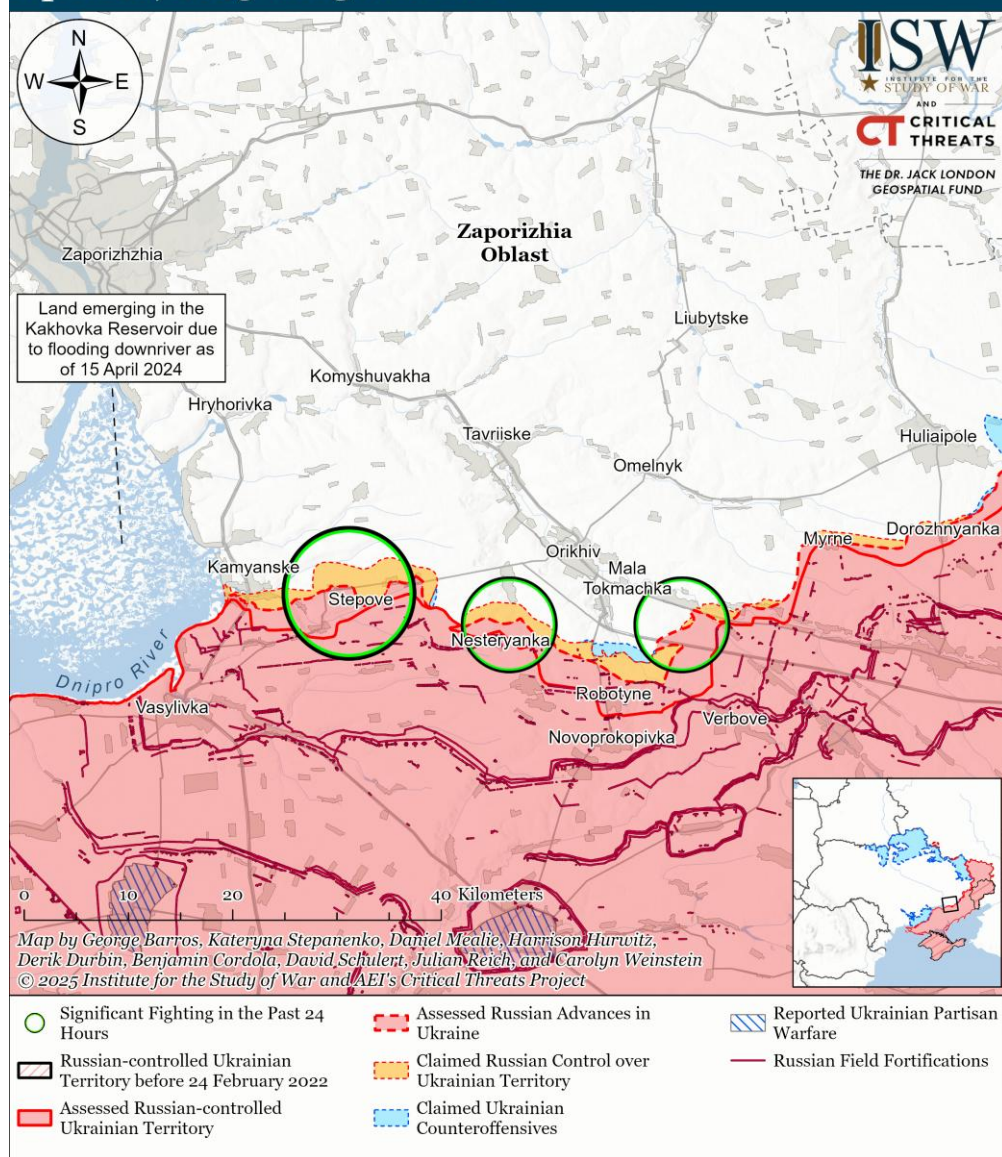 N
W E
S
ISW
INSTITUTE FOR THE
STUDY OF WAR
AND
CT CRITICAL
THREATS
THE DR. JACK LONDON
GEOSPATIAL FUND
Zaporizhia
Oblast
Zaporizhzhia
Land emerging in the
Kakhovka Reservoir due
to flooding downriver as
of 15 April 2024
Liubytske
Komyshuvakha
Hryhorivka
Tavriiske
Huliaipole
Omelnyk
Dorozhnyanka
Myrne
Orikhiv
Kamyanske
Mala
Tokmachka
Stepove
Nesteryanka
Dnipro River
Robotyne
Vasylivka
Verbove
Novoprokopivka
0 10 20 40 Kilometers
Map by George Barros, Kateryna Stepanenko, Daniel Mealie, Harrison Hurwitz,
Derik Durbin, Benjamin Cordola, David Schulert, Julian Reich, and Carolyn Weinstein
© 2025 Institute for the Study of War and AEI's Critical Threats Project
Significant Fighting in the Past 24
Hours
Russian-controlled Ukrainian
Territory before 24 February 2022
Assessed Russian-controlled
Ukrainian Territory
Assessed Russian Advances in
Ukraine
Claimed Russian Control over
Ukrainian Territory
Claimed Ukrainian
Counteroffensives
Reported Ukrainian Partisan
Warfare
Russian Field Fortifications